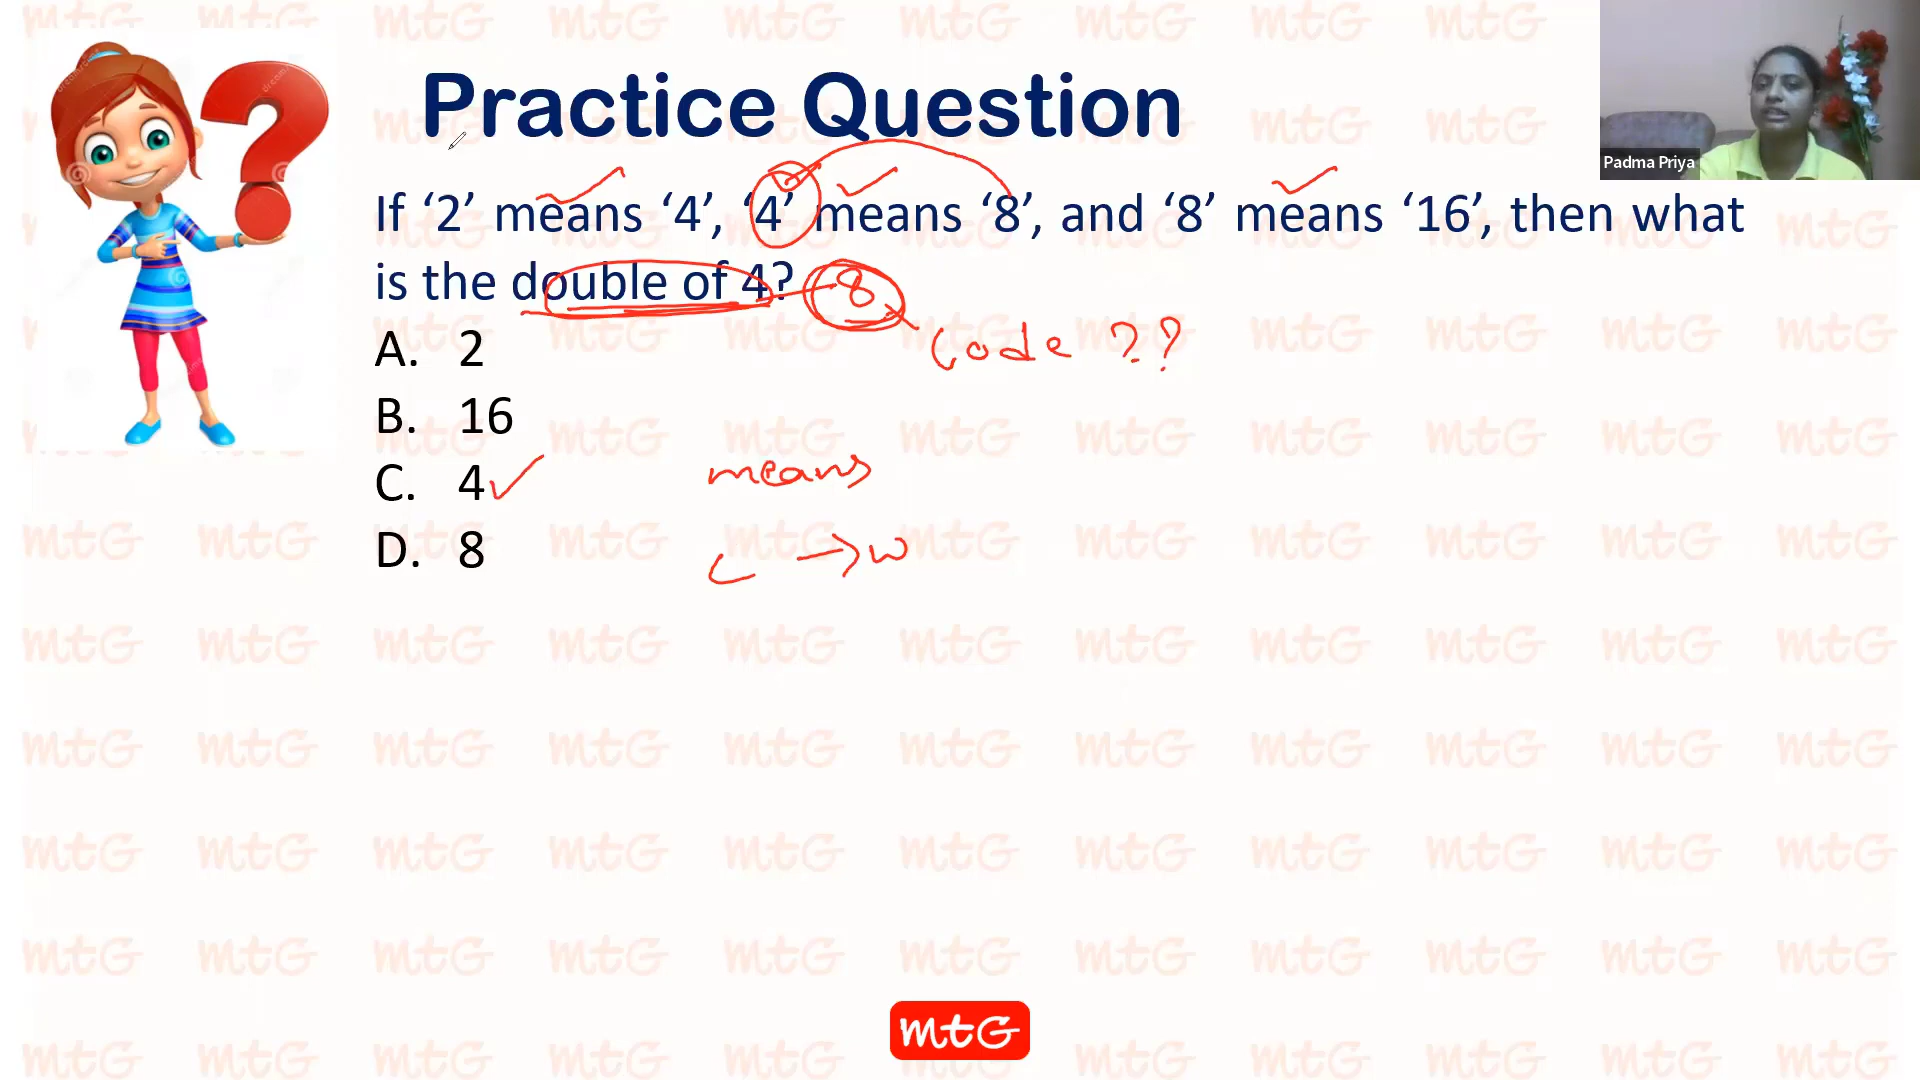 Practice Question
Padma Priya
If ‘2’ means ‘4’, ‘4’ means ‘8’, and ‘8’ means ‘16’, then what
is the double of 4? 8
code ??
A. 2
B. 16
C. 4
means
D. 8
C → w
mtG